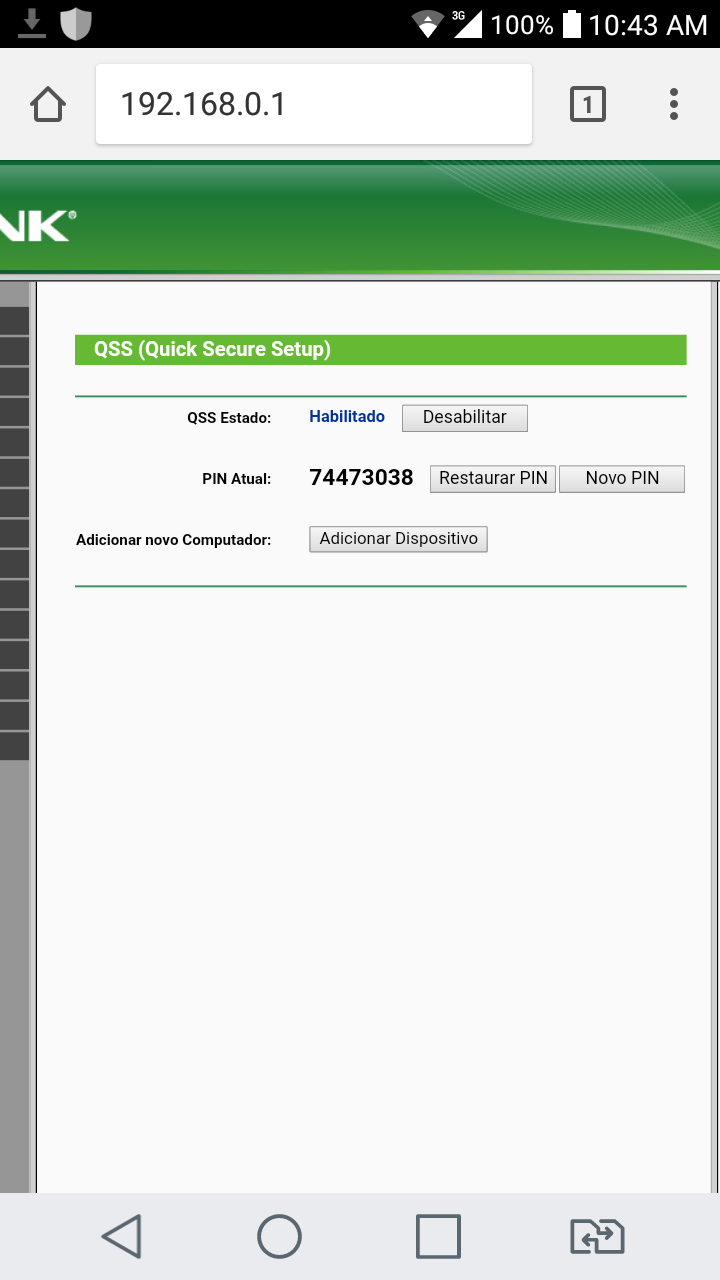 3G 100% 10:43 AM
192.168.0.1 1
NK®
QSS (Quick Secure Setup)
QSS Estado: Habilitado Desabilitar
PIN Atual: 74473038 Restaurar PIN Novo PIN
Adicionar novo Computador: Adicionar Dispositivo